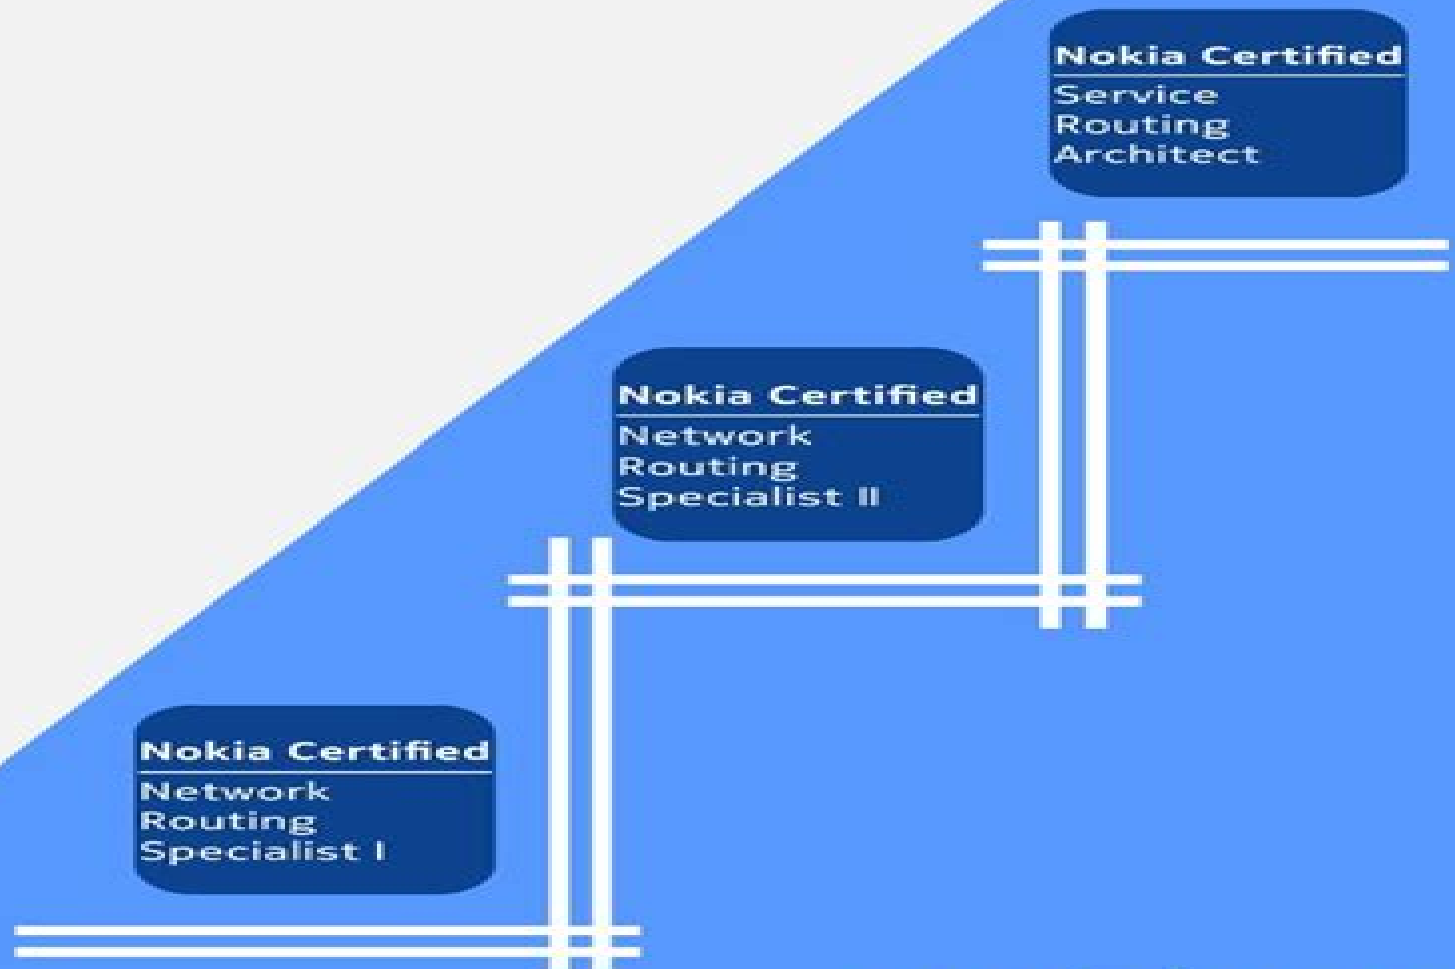 Nokia Certified
Service
Routing
Architect
Nokia Certified
Network
Routing
Specialist II
Nokia Certified
Network
Routing
Specialist I